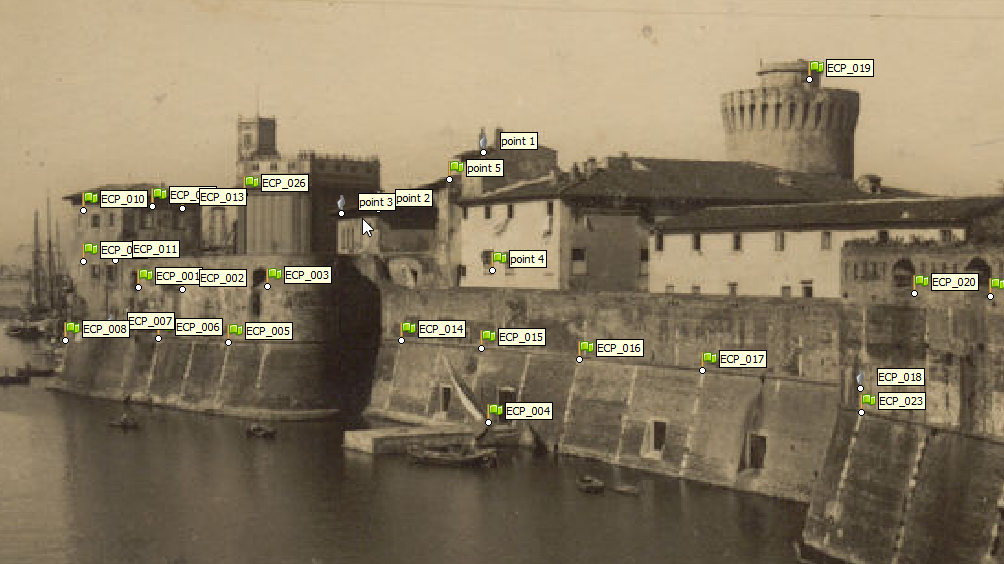 ECP_019
point 1
point 5
ECP_026
ECP_013
ECP_010
point 2
point 3
ECP_011
point 4
ECP_003
ECP_001
ECP_002
ECP_020
ECP_007
ECP_008
ECP_006
ECP_005
ECP_014
ECP_015
ECP_016
ECP_017
ECP_018
ECP_023
ECP_004